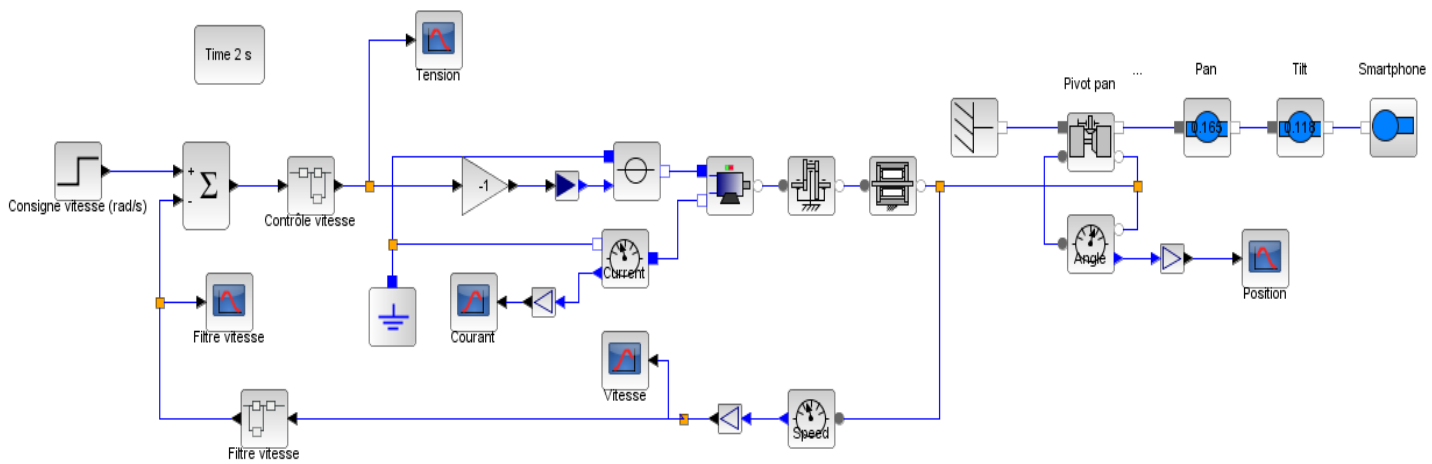 Time 2 s
Tension
Pivot pan
...
Pan
Tilt
Smartphone
0.165
0.118
Consigne vitesse (rad/s)
+
-
Σ
Contrôle vitesse
-1
Current
Angle
Position
Filtre vitesse
Courant
Vitesse
Speed
Filtre vitesse